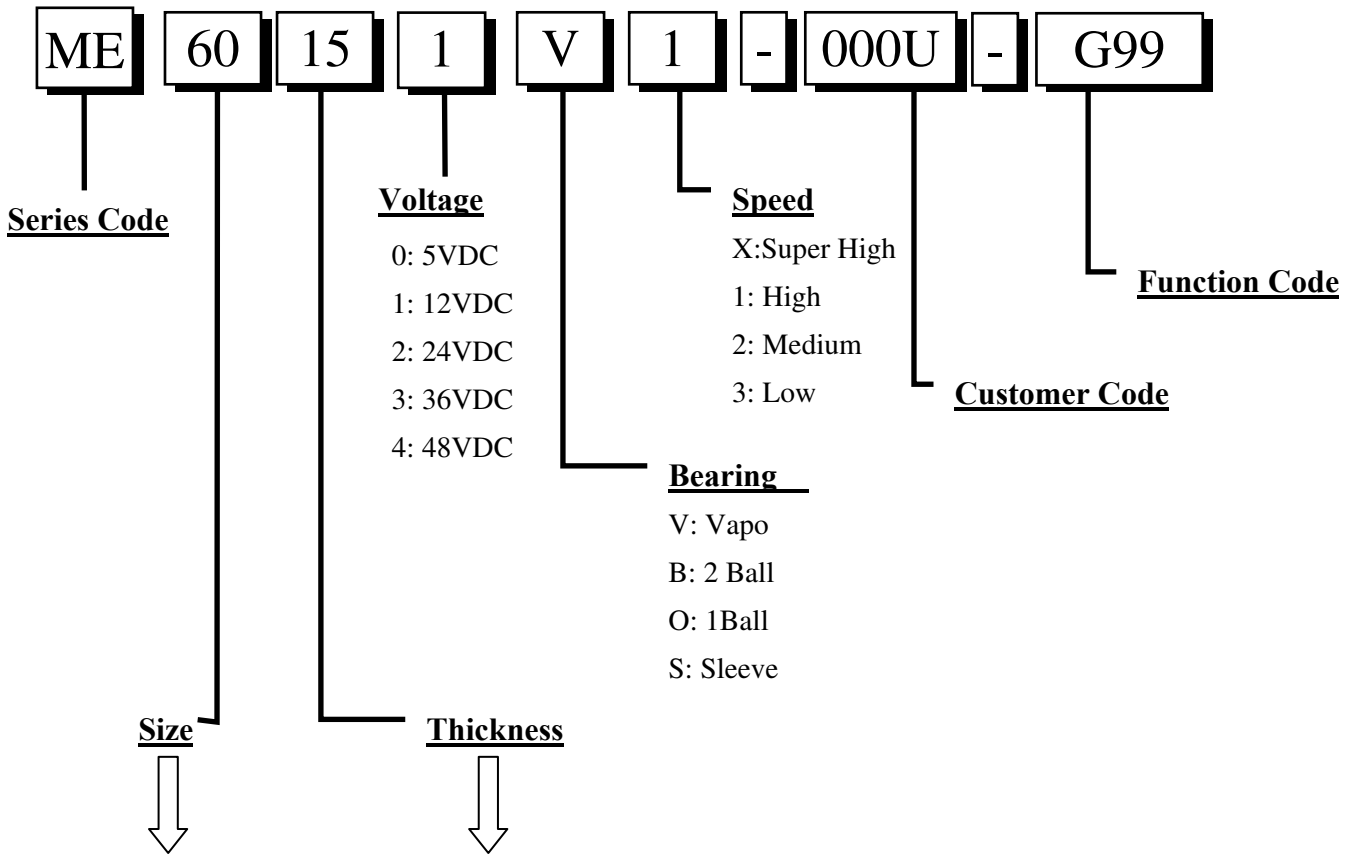 ME 60 15 1 V 1 - 000U - G99
Series Code
Voltage
0: 5VDC
1: 12VDC
2: 24VDC
3: 36VDC
4: 48VDC
Speed
X:Super High
1: High
2: Medium
3: Low
Function Code
Customer Code
Bearing
V: Vapo
B: 2 Ball
O: 1Ball
S: Sleeve
Size
Thickness